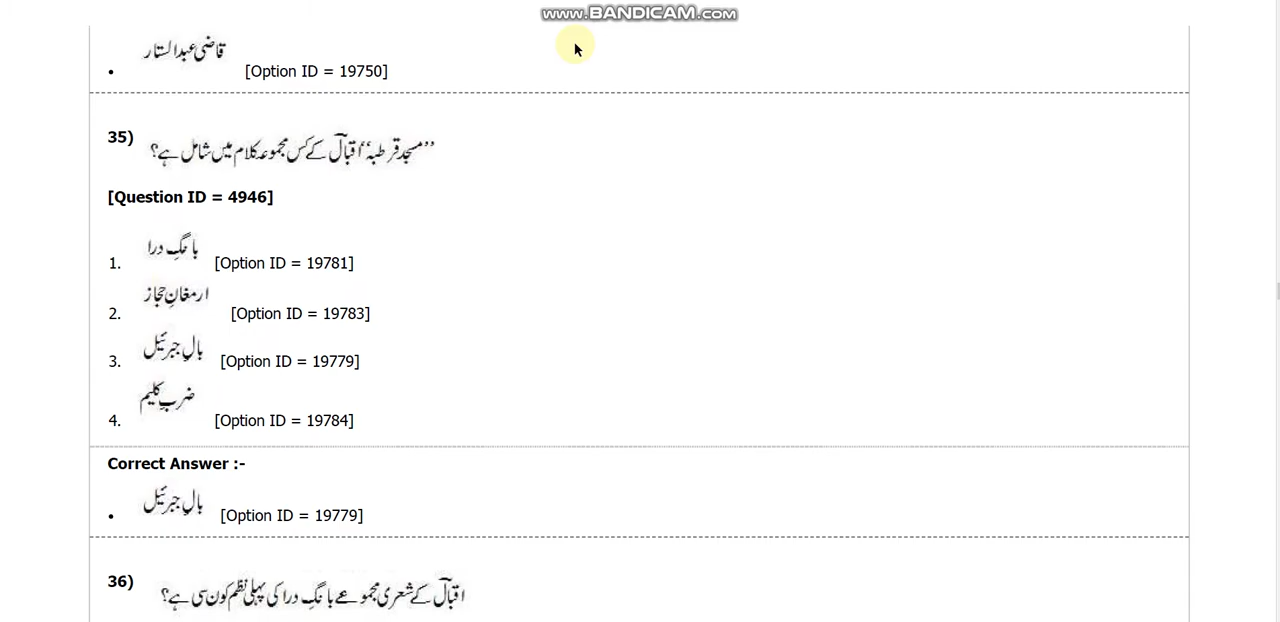 www.BANDICAM.com
قاضی عبدالستار
• [Option ID = 19750]
35) ’’مسجد قرطبہ‘‘ اقبالؔ کے کس مجموعہ کلام میں شامل ہے؟
[Question ID = 4946]
1. بانگِ درا [Option ID = 19781]
2. ارمغانِ حجاز [Option ID = 19783]
3. بالِ جبرئیل [Option ID = 19779]
4. ضربِ کلیم [Option ID = 19784]
Correct Answer :-
• بالِ جبرئیل [Option ID = 19779]
36) اقبالؔ کے شعری مجموعے بانگِ درا کی پہلی نظم کون سی ہے؟